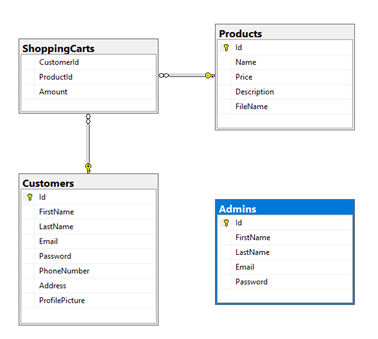 ShoppingCarts
CustomerId
ProductId
Amount
Products
Id
Name
Price
Description
FileName
Customers
Id
FirstName
LastName
Email
Password
PhoneNumber
Address
ProfilePicture
Admins
Id
FirstName
LastName
Email
Password